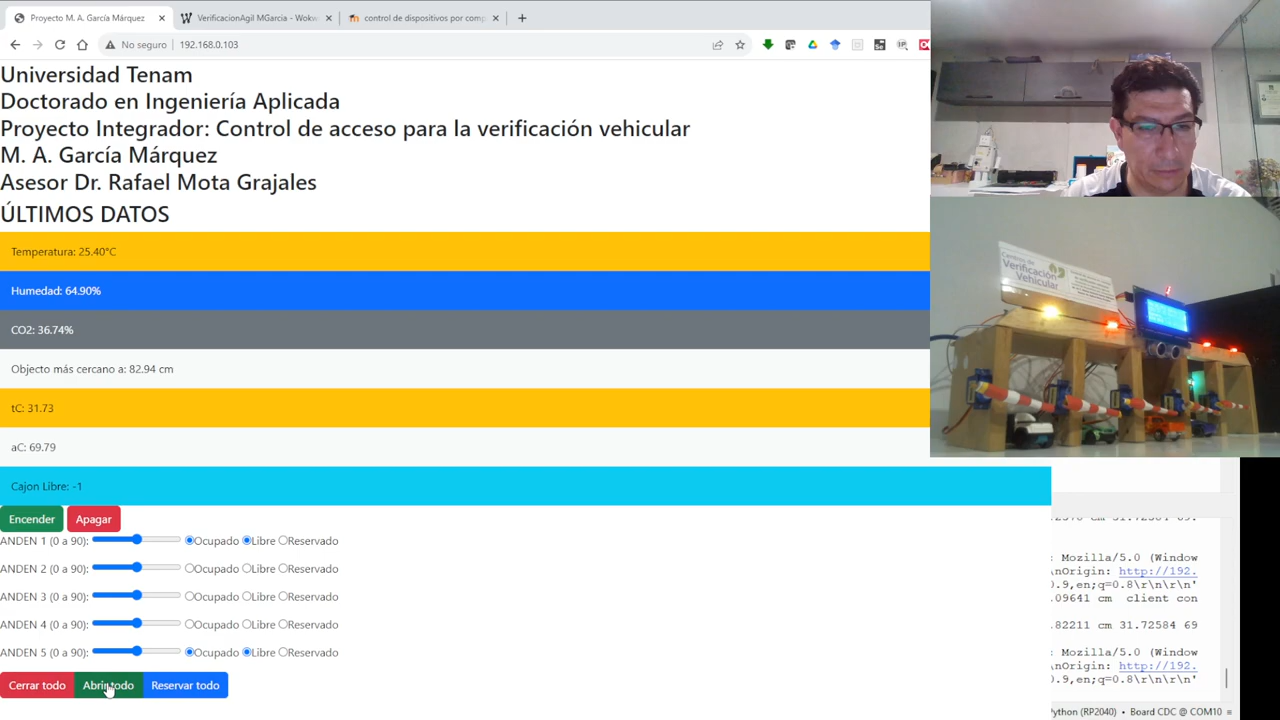 Proyecto M. A. García Márquez
VerificacionAgil MGarcia - Wokw
control de dispositivos por comp
No seguro
192.168.0.103
Universidad Tenam
Doctorado en Ingeniería Aplicada
Proyecto Integrador: Control de acceso para la verificación vehicular
M. A. García Márquez
Asesor Dr. Rafael Mota Grajales
ÚLTIMOS DATOS
Temperatura: 25.40°C
Humedad: 64.90%
CO2: 36.74%
Objecto más cercano a: 82.94 cm
tC: 31.73
aC: 69.79
Cajon Libre: -1
Encender Apagar
ANDEN 1 (0 a 90): Ocupado Libre Reservado
ANDEN 2 (0 a 90): Ocupado Libre Reservado
ANDEN 3 (0 a 90): Ocupado Libre Reservado
ANDEN 4 (0 a 90): Ocupado Libre Reservado
ANDEN 5 (0 a 90): Ocupado Libre Reservado
Cerrar todo Abrir todo Reservar todo
Centros de
Verificación
Vehicular
: Mozilla/5.0 (Window
\nOrigin: http://192.
0.9,en;q=0.8\r\n\r\n'
.09641 cm client con
.82211 cm 31.72584 69
: Mozilla/5.0 (Window
\nOrigin: http://192.
0.9,en;q=0.8\r\n\r\n'
ython (RP2040) • Board CDC @ COM10 ≡